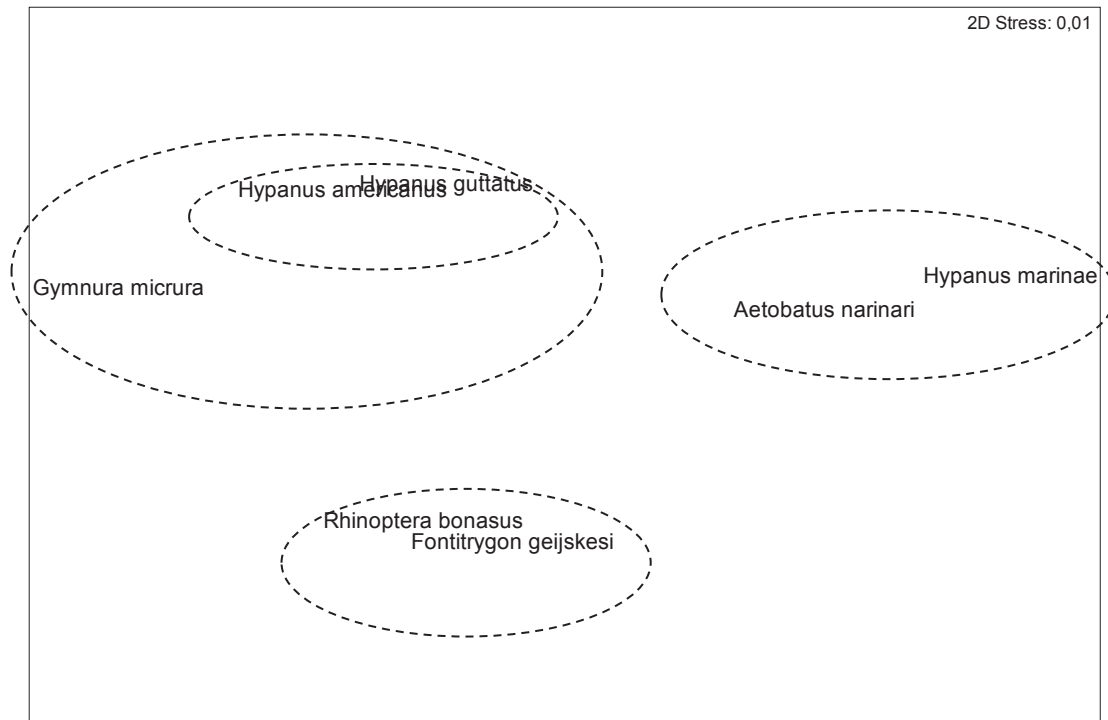 2D Stress: 0,01
Hypanus guttatus
Hypanus americanus
Hypanus marinae
Gymnura micrura
Aetobatus narinari
Rhinoptera bonasus
Fontitrygon geijskesi